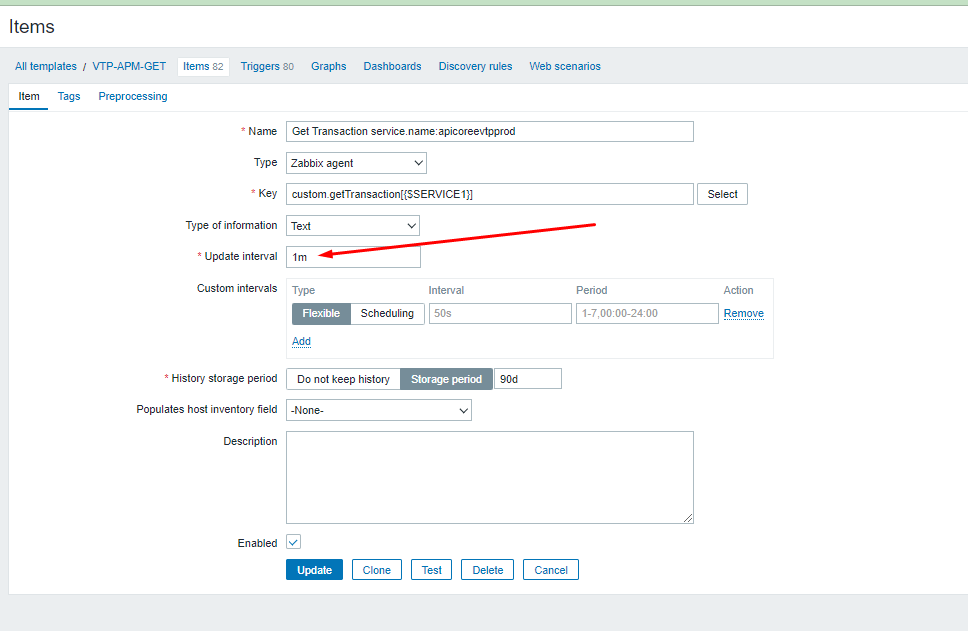 Items
All templates / VTP-APM-GET Items 82 Triggers 80 Graphs Dashboards Discovery rules Web scenarios
Item Tags Preprocessing
* Name Get Transaction service.name:apicoreevtpprod
Type Zabbix agent
* Key custom.getTransaction[{$SERVICE1}] Select
Type of information Text
* Update interval 1m
Custom intervals Type Interval Period Action
Flexible Scheduling 50s 1-7,00:00-24:00 Remove
Add
* History storage period Do not keep history Storage period 90d
Populates host inventory field -None-
Description
Enabled
Update Clone Test Delete Cancel